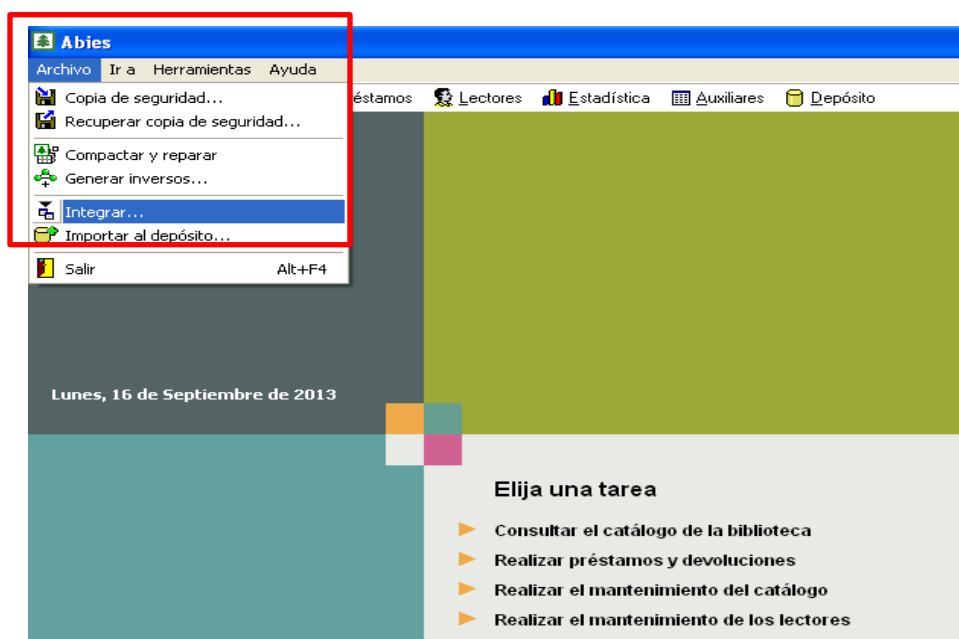 Abies
Archivo Ir a Herramientas Ayuda
éstamos Lectores Estadística Auxiliares Depósito
Copia de seguridad...
Recuperar copia de seguridad...
Compactar y reparar
Generar inversos...
Integrar...
Importar al depósito...
Salir Alt+F4
Lunes, 16 de Septiembre de 2013
Elija una tarea
Consultar el catálogo de la biblioteca
Realizar préstamos y devoluciones
Realizar el mantenimiento del catálogo
Realizar el mantenimiento de los lectores